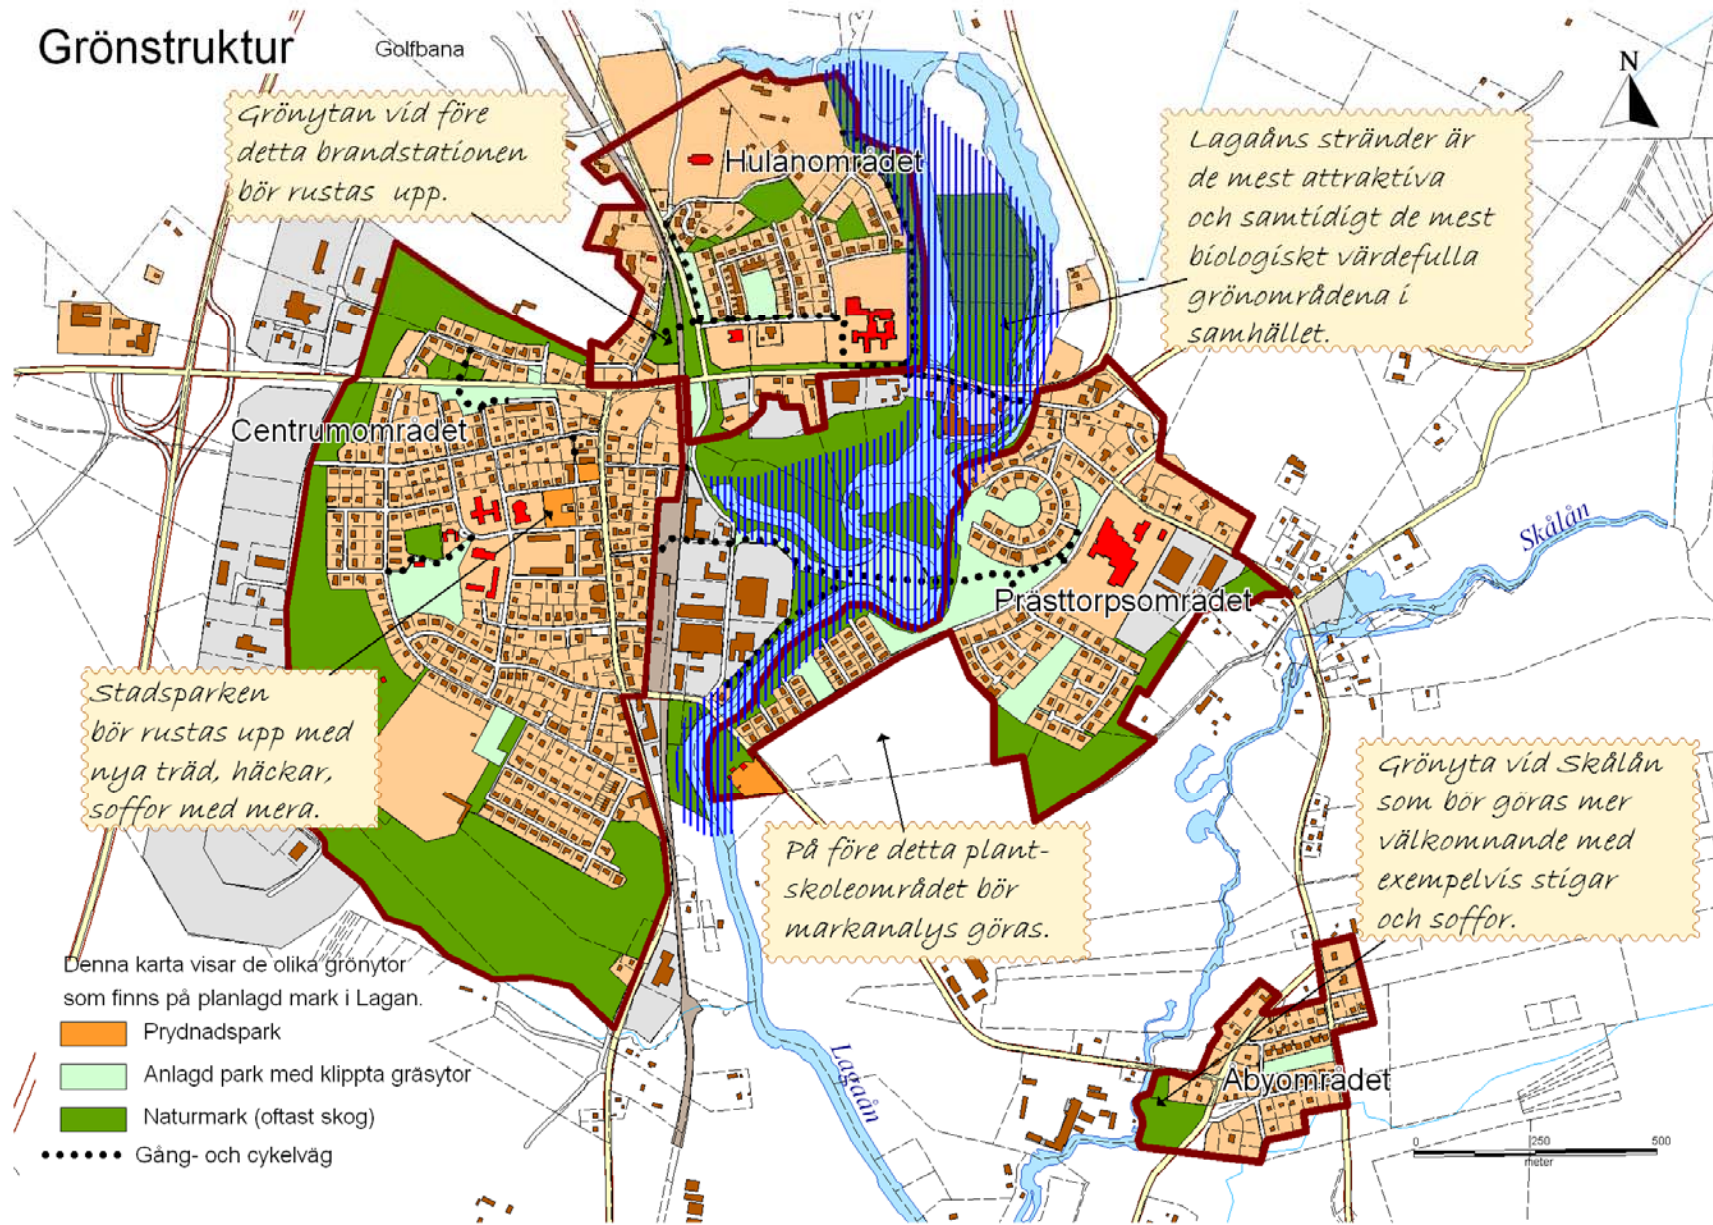 Grönstruktur
Golfbana
N
Grönytan vid före
detta brandstationen
bör rustas upp.
Hulanområdet
Lagaåns stränder är
de mest attraktiva
och samtidigt de mest
biologiskt värdefulla
grönområdena i
samhället.
Centrumområdet
Skålån
Prästtorpsområdet
Stadsparken
bör rustas upp med
nya träd, häckar,
soffor med mera.
Grönyta vid Skålån
som bör göras mer
välkomnande med
exempelvis stigar
och soffor.
På före detta plant-
skoleområdet bör
markanalys göras.
Denna karta visar de olika grönytor
som finns på planlagd mark i Lagan.
Prydnadspark
Anlagd park med klippta gräsytor
Naturmark (oftast skog)
Gång- och cykelväg
Lagaån
Åbyområdet
0 250 500
meter